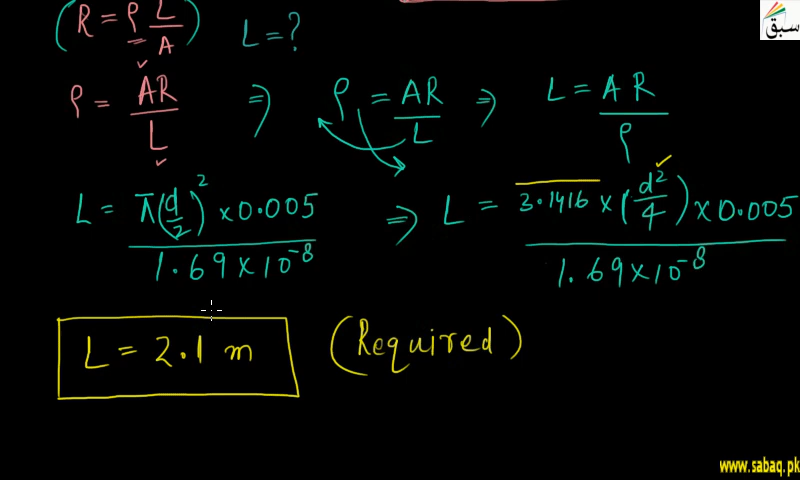 (R = ρ L/A) L = ?
ρ = AR/L ⇒ ρ = AR/L ⇒ L = AR/ρ
L = π(d/2)² × 0.005 / 1.69 × 10⁻⁸ ⇒ L = 3.1416 × (d²/4) × 0.005 / 1.69 × 10⁻⁸
L = 2.1 m (Required)
سبق
www.sabaq.pk